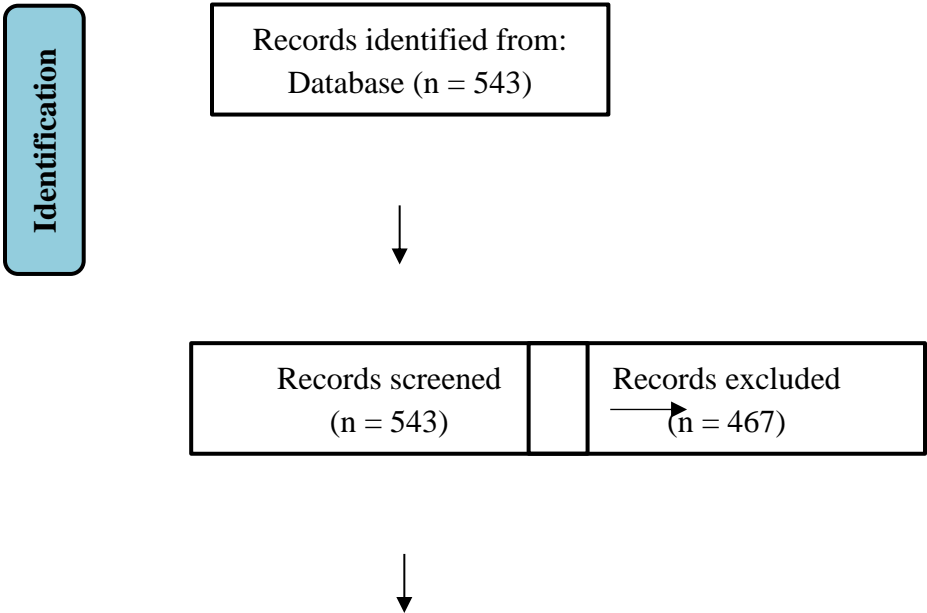 Identification
Records identified from:
Database (n = 543)
Records screened
(n = 543)
Records excluded
(n = 467)